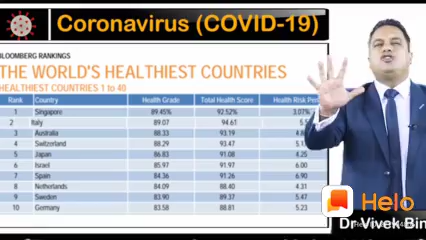 Coronavirus (COVID-19)
BLOOMBERG RANKINGS
THE WORLD'S HEALTHIEST COUNTRIES
HEALTHIEST COUNTRIES 1 to 40
Rank Country Health Grade Total Health Score Health Risk Pen
1 Singapore 89.45% 92.52% 3.07%
2 Italy 89.07 94.61 5.5
3 Australia 88.33 93.19 4.8
4 Switzerland 88.29 93.47 5.1
5 Japan 86.83 91.08 4.25
6 Israel 85.97 91.97 6.00
7 Spain 84.36 91.26 6.90
8 Netherlands 84.09 88.40 4.31
9 Sweden 83.90 89.37 5.47
10 Germany 83.58 88.81 5.23
Helo
Dr Vivek Bin